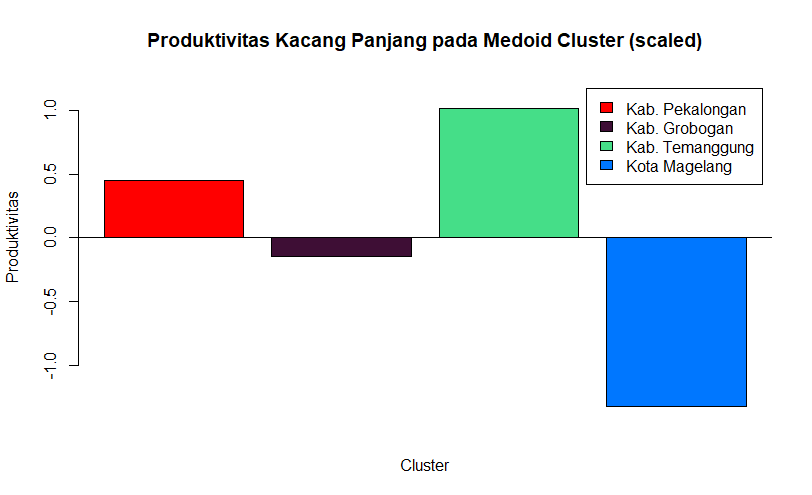 Produktivitas Kacang Panjang pada Medoid Cluster (scaled)
Kab. Pekalongan
Kab. Grobogan
Kab. Temanggung
Kota Magelang
Produktivitas
1.0
0.5
0.0
-0.5
-1.0
Cluster